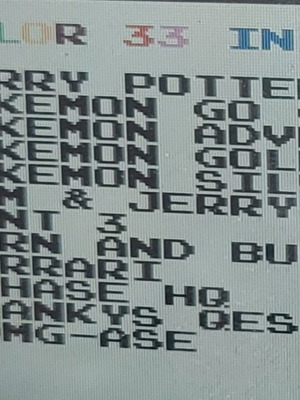 LOR 33 IN
RRY POTTE
KEMON GO
KEMON ADV
KEMON GOL
KEMON SIL
M & JERRY
NT 3
RN AND BU
RRARI
HASE HQ
ANKYS QES
MG-ASE